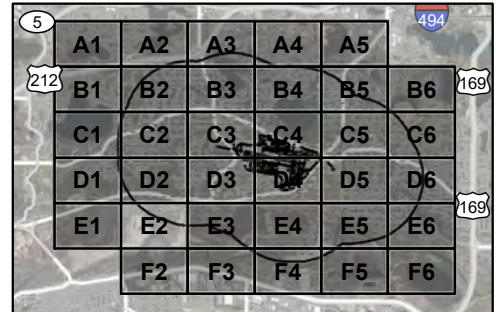 5
494
A1 A2 A3 A4 A5
212
169
B1 B2 B3 B4 B5 B6
C1 C2 C3 C4 C5 C6
D1 D2 D3 D4 D5 D6
169
E1 E2 E3 E4 E5 E6
F2 F3 F4 F5 F6